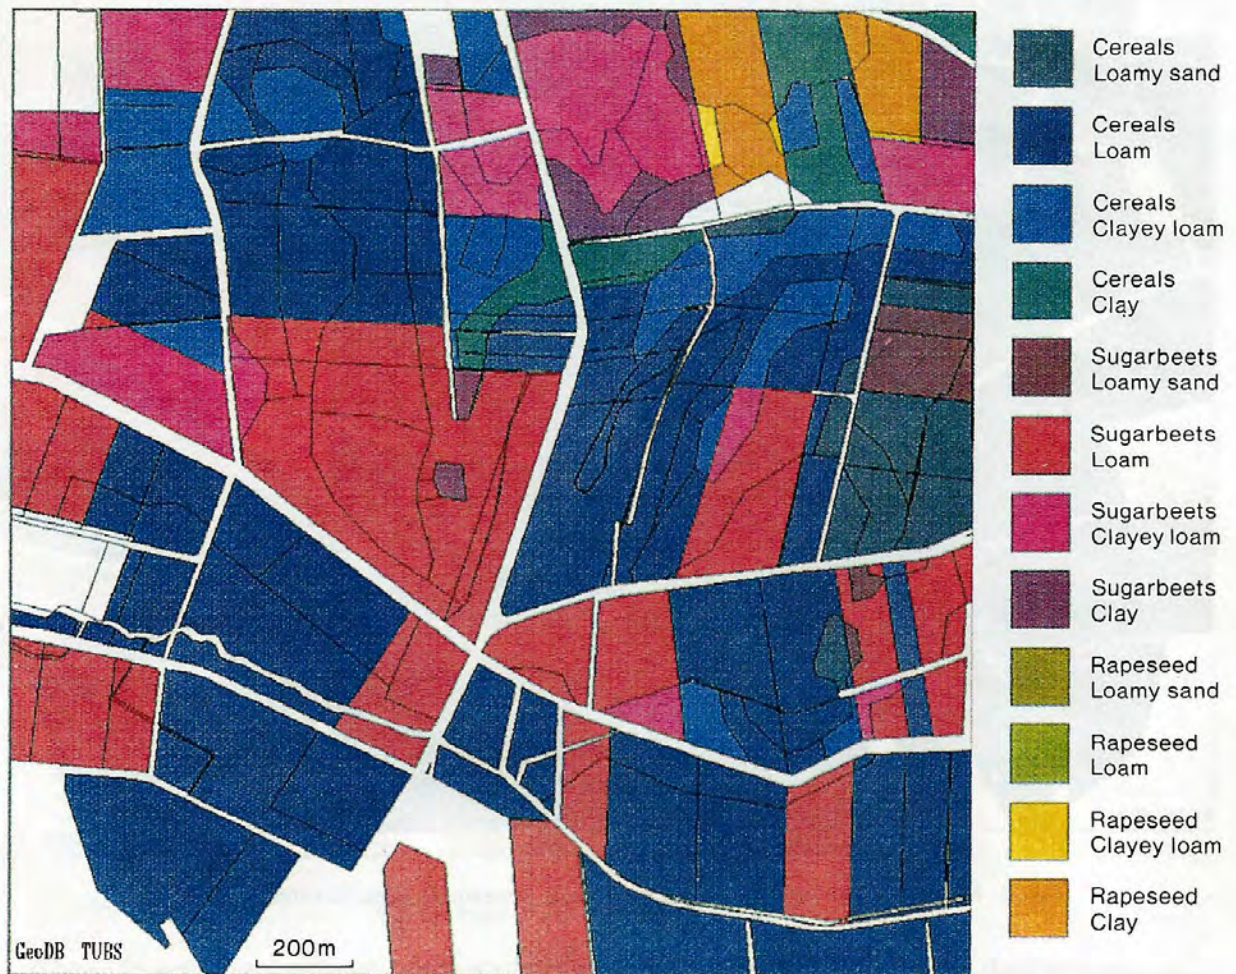 Cereals
Loamy sand
Cereals
Loam
Cereals
Clayey loam
Cereals
Clay
Sugarbeets
Loamy sand
Sugarbeets
Loam
Sugarbeets
Clayey loam
Sugarbeets
Clay
Rapeseed
Loamy sand
Rapeseed
Loam
Rapeseed
Clayey loam
Rapeseed
Clay
GeoDB TUBS
200m